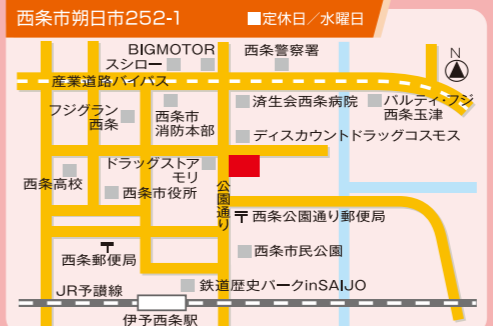 西条市朔日市252-1 ■定休日／水曜日
BIGMOTOR
スシロー
西条警察署
N
産業道路バイパス
フジグラン
西条
西条市
消防本部
済生会西条病院
パルティ・フジ
西条玉津
ディスカウントドラッグコスモス
ドラッグストア
モリ
西条高校
西条市役所
公園通り
〒西条公園通り郵便局
〒
西条郵便局
西条市民公園
鉄道歴史パークinSAIJO
JR予讃線
伊予西条駅